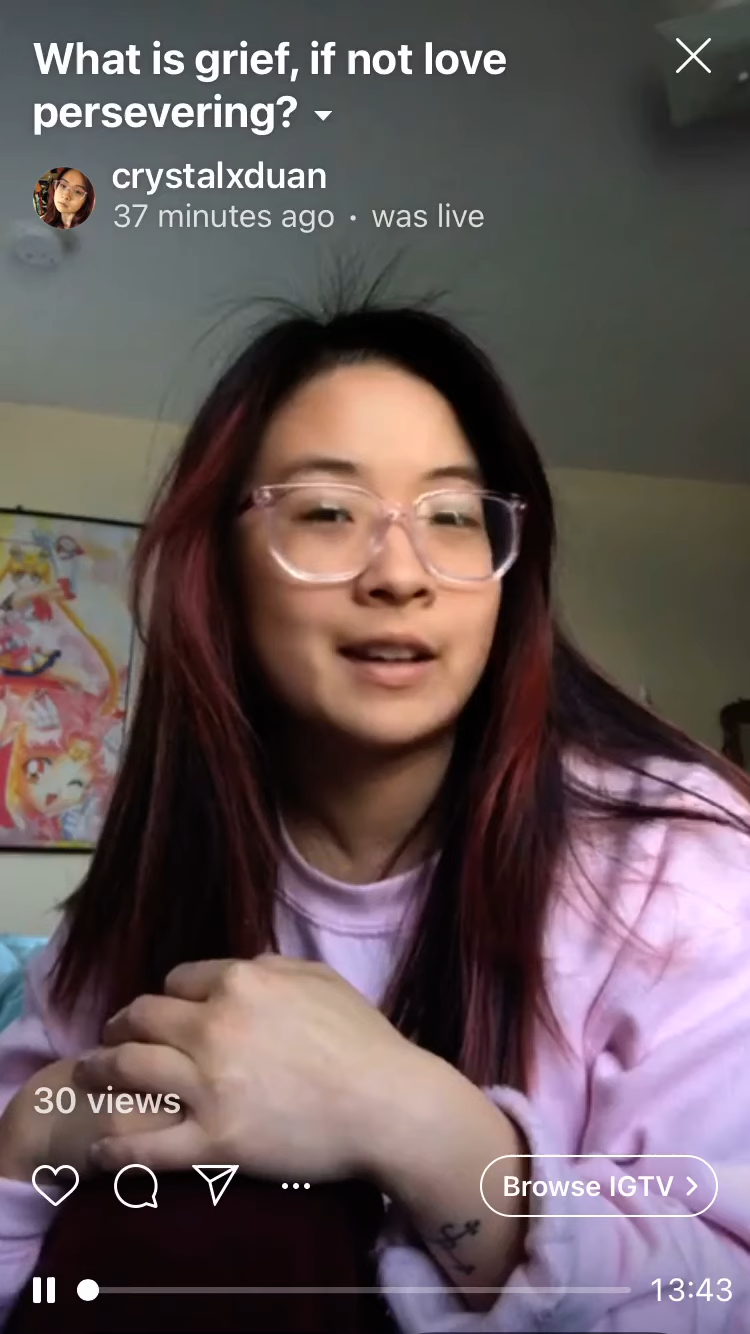 What is grief, if not love
persevering?
crystalxduan
37 minutes ago · was live
30 views
Browse IGTV
13:43